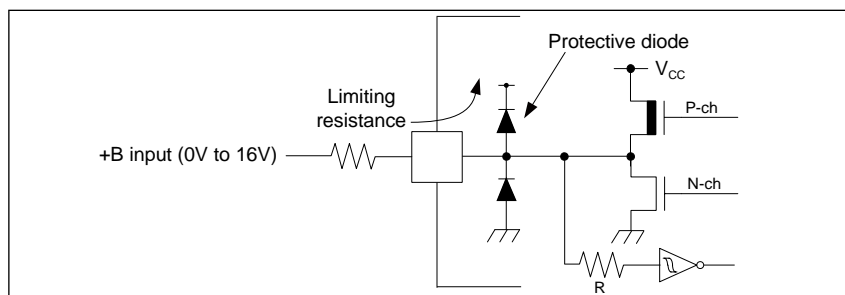 Protective diode
VCC
Limiting
resistance
P-ch
+B input (0V to 16V)
N-ch
R